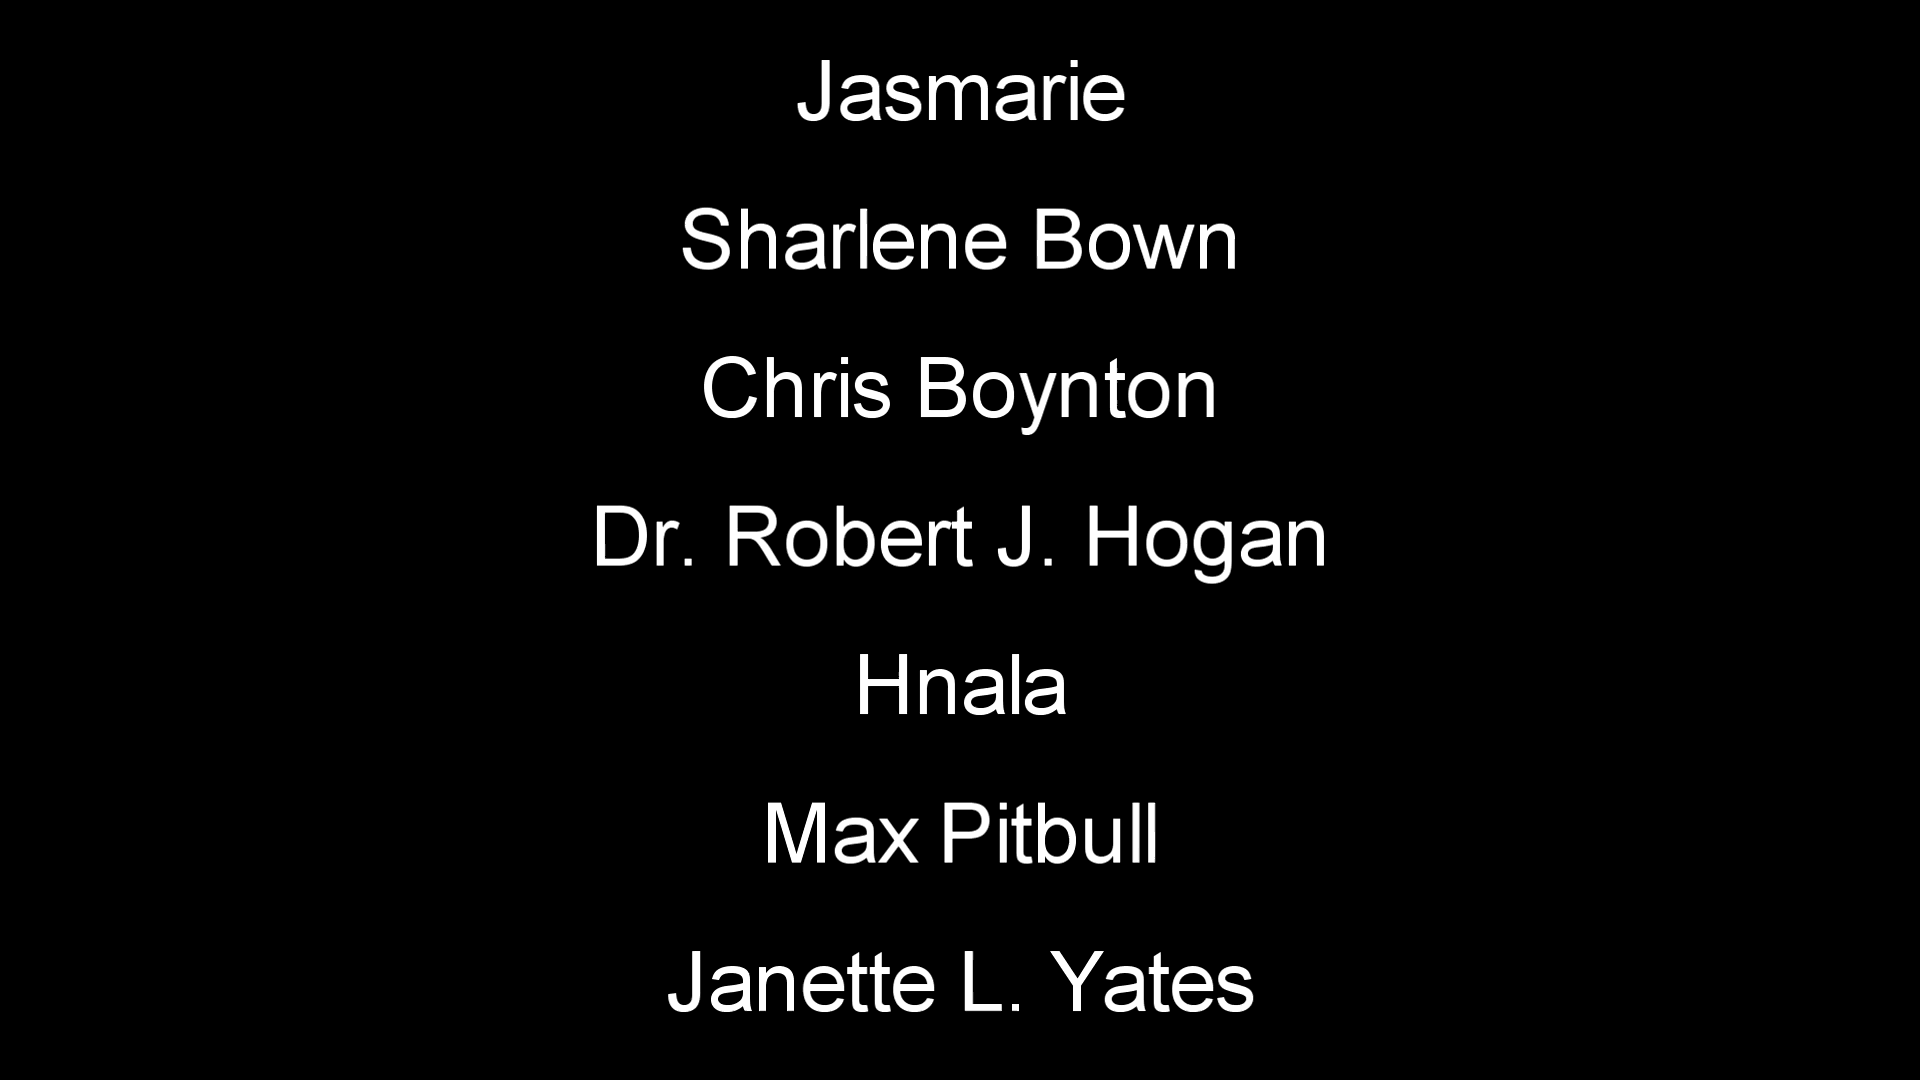 Jasmarie
Sharlene Bown
Chris Boynton
Dr. Robert J. Hogan
Hnala
Max Pitbull
Janette L. Yates